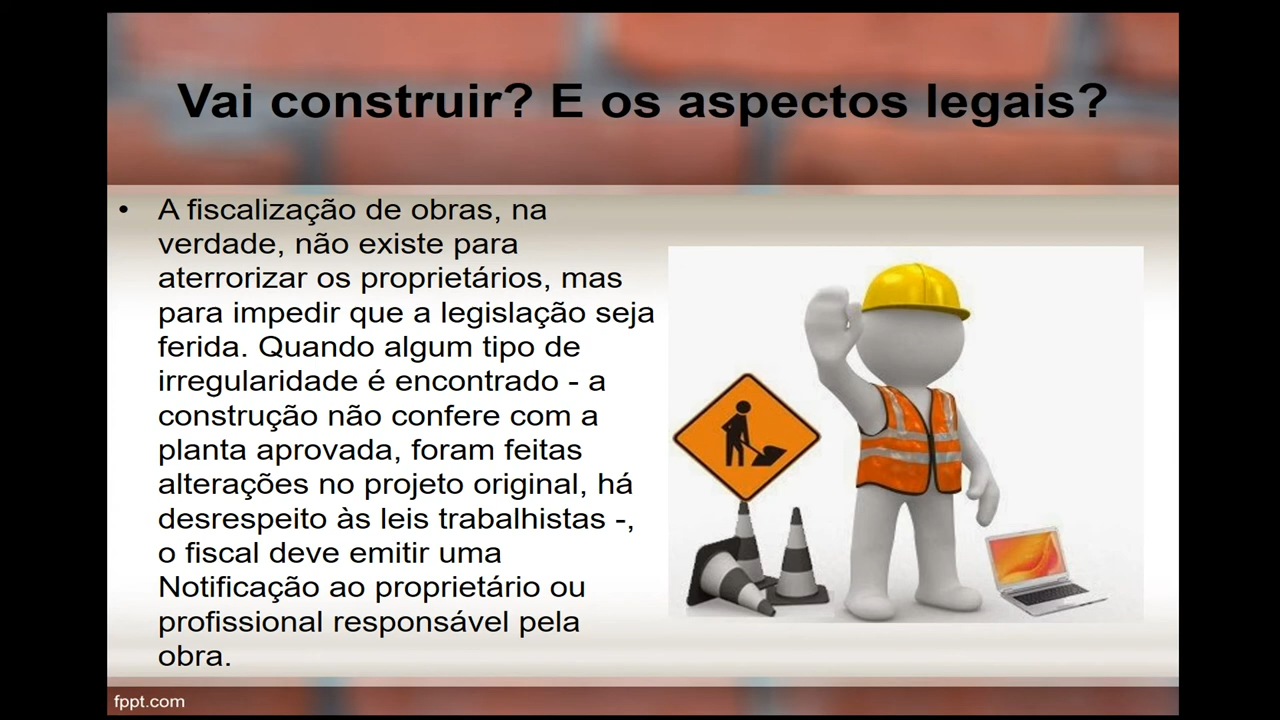 Vai construir? E os aspectos legais?
• A fiscalização de obras, na
verdade, não existe para
aterrorizar os proprietários, mas
para impedir que a legislação seja
ferida. Quando algum tipo de
irregularidade é encontrado - a
construção não confere com a
planta aprovada, foram feitas
alterações no projeto original, há
desrespeito às leis trabalhistas -,
o fiscal deve emitir uma
Notificação ao proprietário ou
profissional responsável pela
obra.
fppt.com